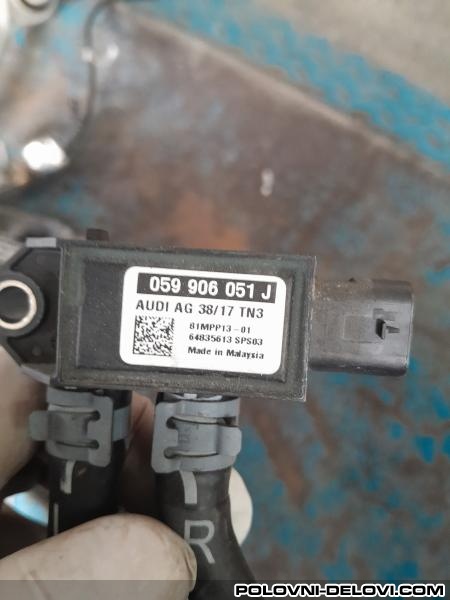 059 906 051 J
AUDI AG 38/17 TN3
81MPP13-01
64835613 SPS03
Made in Malaysia
R
POLOVNI-DELOVI.COM